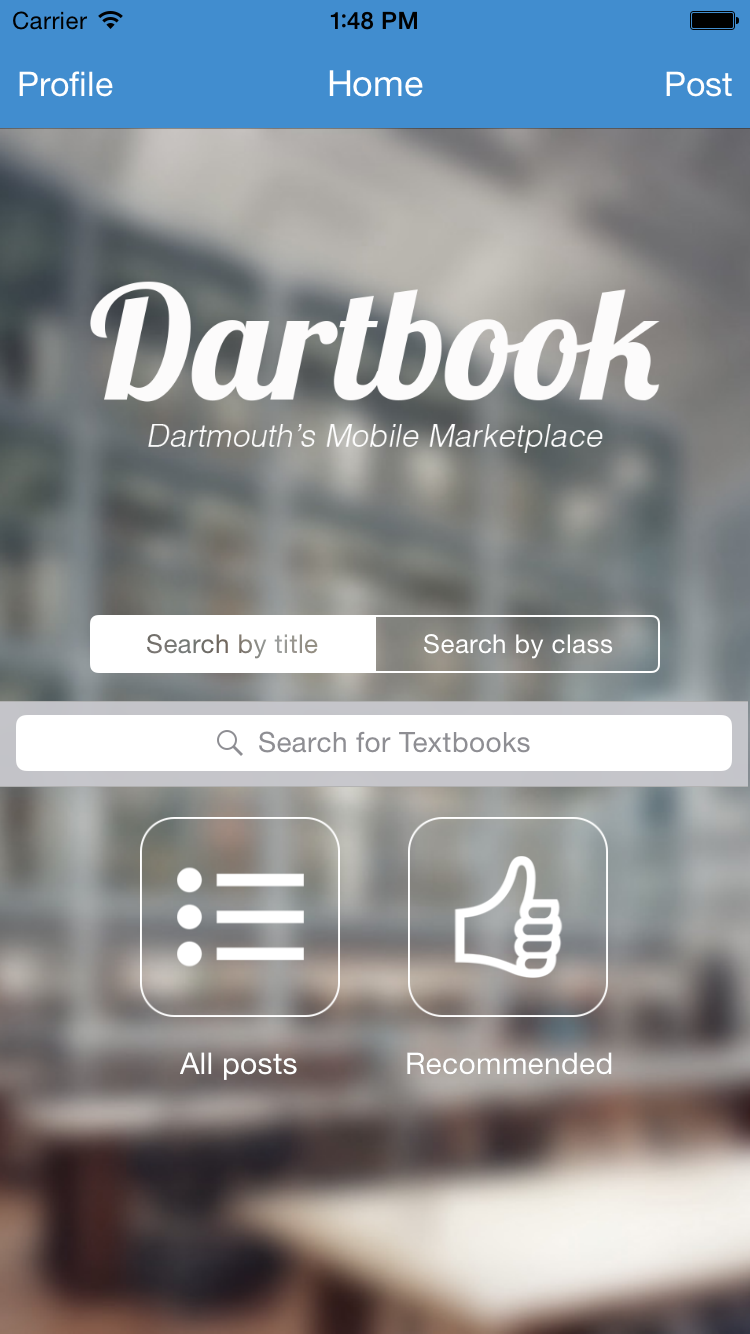 Carrier 1:48 PM
Profile Home Post
Dartbook
Dartmouth’s Mobile Marketplace
Search by title Search by class
Search for Textbooks
All posts Recommended